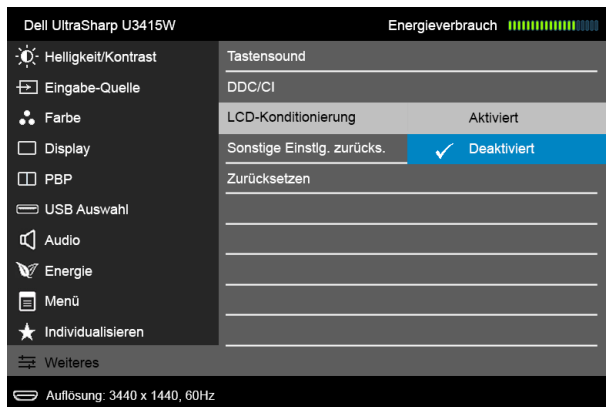 Dell UltraSharp U3415W
Energieverbrauch
Helligkeit/Kontrast
Tastensound
Eingabe-Quelle
DDC/CI
Farbe
LCD-Konditionierung
Aktiviert
Display
Sonstige Einstlg. zurücks.
Deaktiviert
PBP
Zurücksetzen
USB Auswahl
Audio
Energie
Menü
Individualisieren
Weiteres
Auflösung: 3440 x 1440, 60Hz